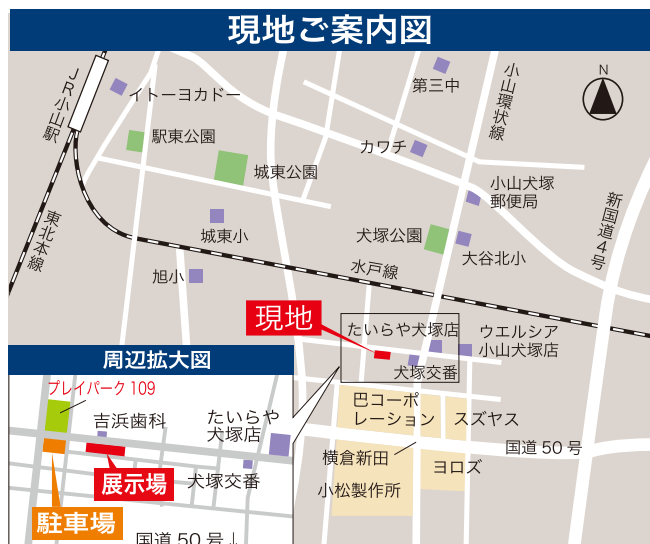 現地ご案内図
N
JR小山駅
イトーヨカドー
第三中
小山環状線
駅東公園
カワチ
城東公園
小山犬塚
郵便局
新国道4号
東北本線
城東小
犬塚公園
大谷北小
水戸線
旭小
現地
たいらや犬塚店
ウエルシア
小山犬塚店
犬塚交番
周辺拡大図
プレイパーク109
吉浜歯科
たいらや
犬塚店
展示場
犬塚交番
駐車場
国道50号↓
巴コーポ
レーション
スズヤス
国道50号
横倉新田
ヨロズ
小松製作所